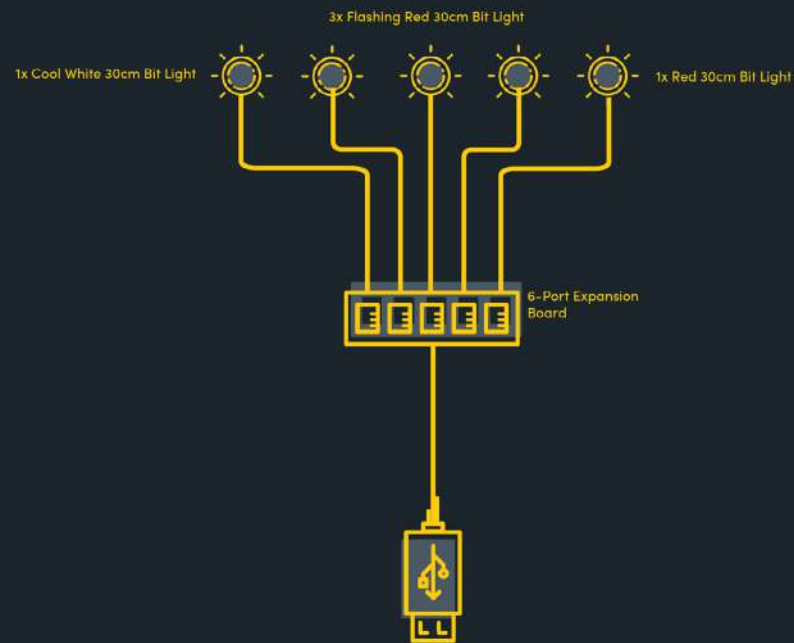 3x Flashing Red 30cm Bit Light
1x Cool White 30cm Bit Light
1x Red 30cm Bit Light
6-Port Expansion
Board